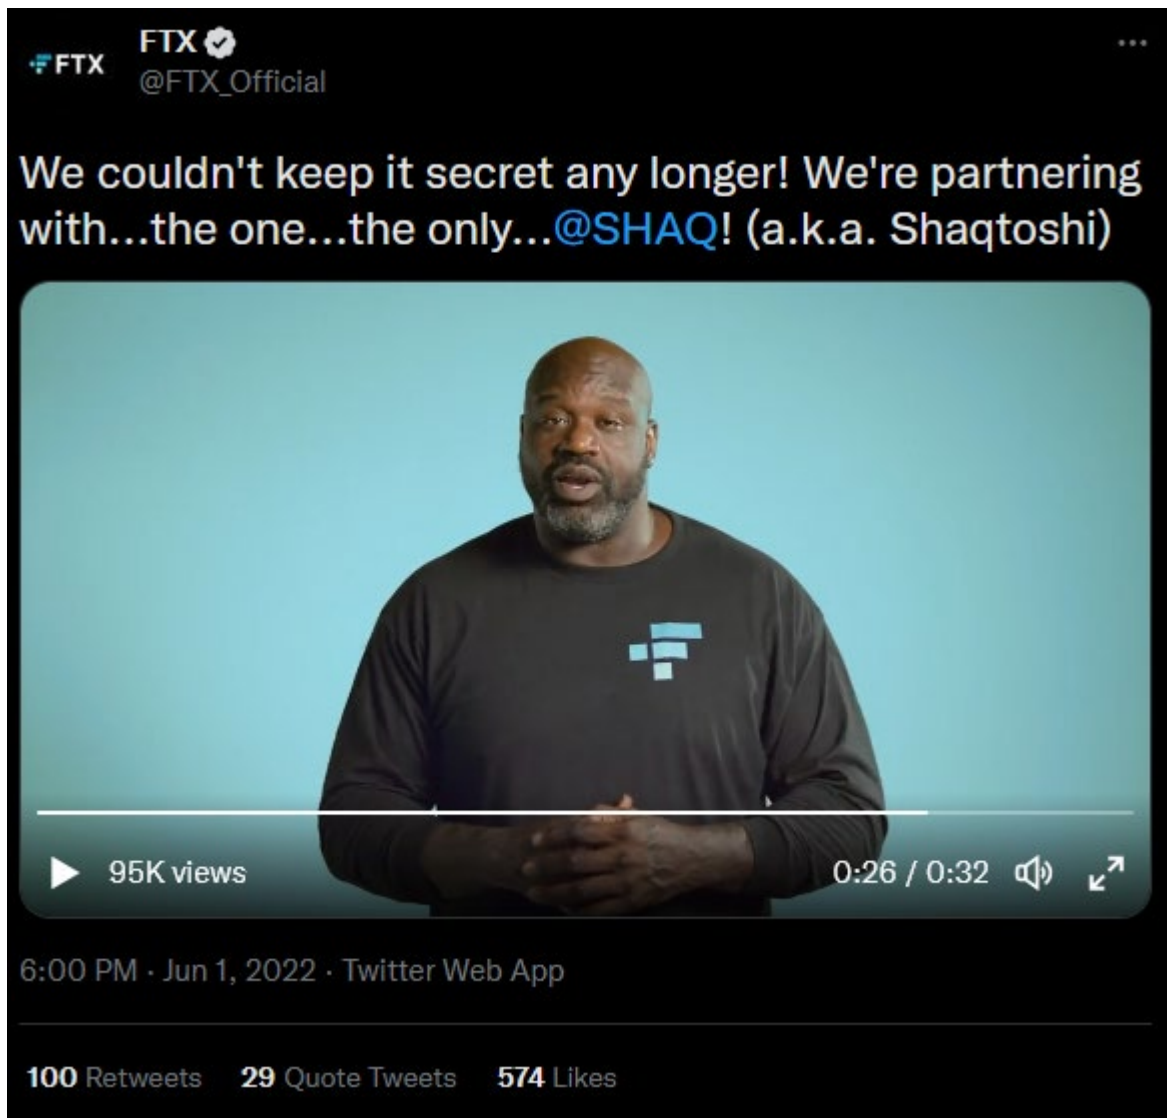 FTX
FTX
@FTX_Official
We couldn't keep it secret any longer! We're partnering
with...the one...the only...@SHAQ! (a.k.a. Shaqtoshi)
95K views
0:26 / 0:32
6:00 PM · Jun 1, 2022 · Twitter Web App
100 Retweets 29 Quote Tweets 574 Likes